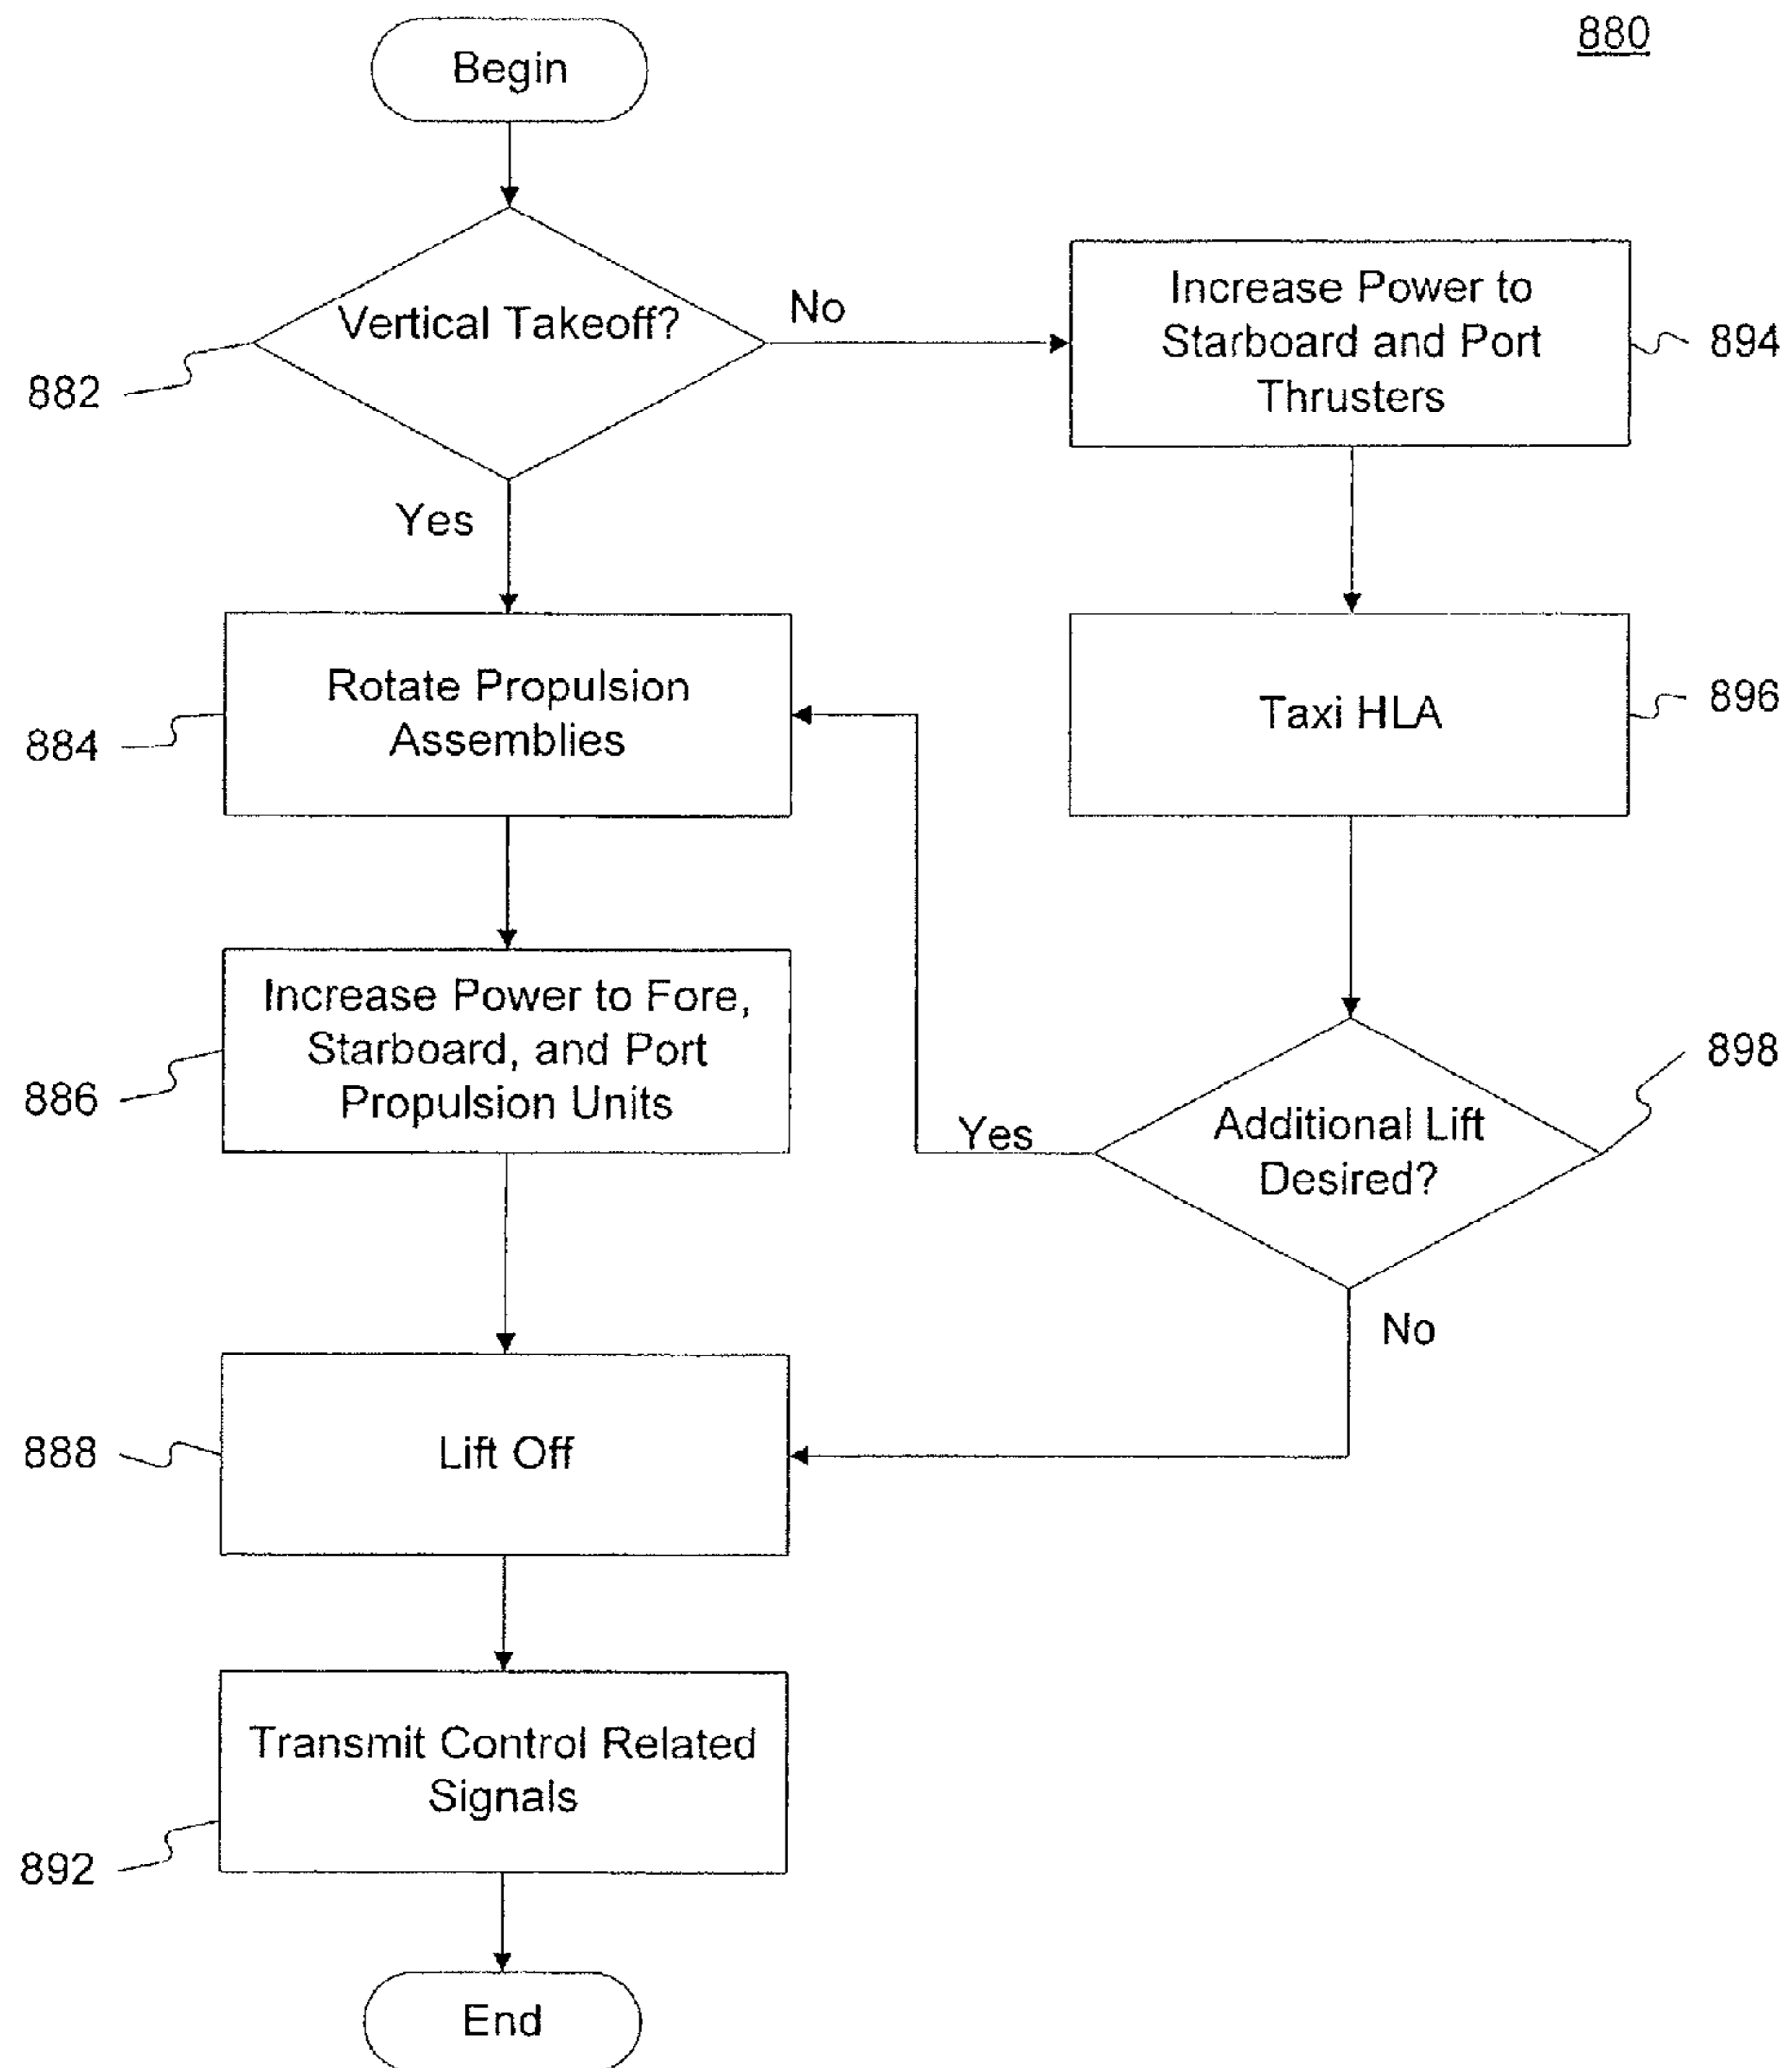 880
Begin
Vertical Takeoff?
No
882
Yes
Increase Power to
Starboard and Port
Thrusters
894
Rotate Propulsion
Assemblies
884
Taxi HLA
896
Increase Power to Fore,
Starboard, and Port
Propulsion Units
886
Additional Lift
Desired?
898
Yes
No
Lift Off
888
Transmit Control Related
Signals
892
End